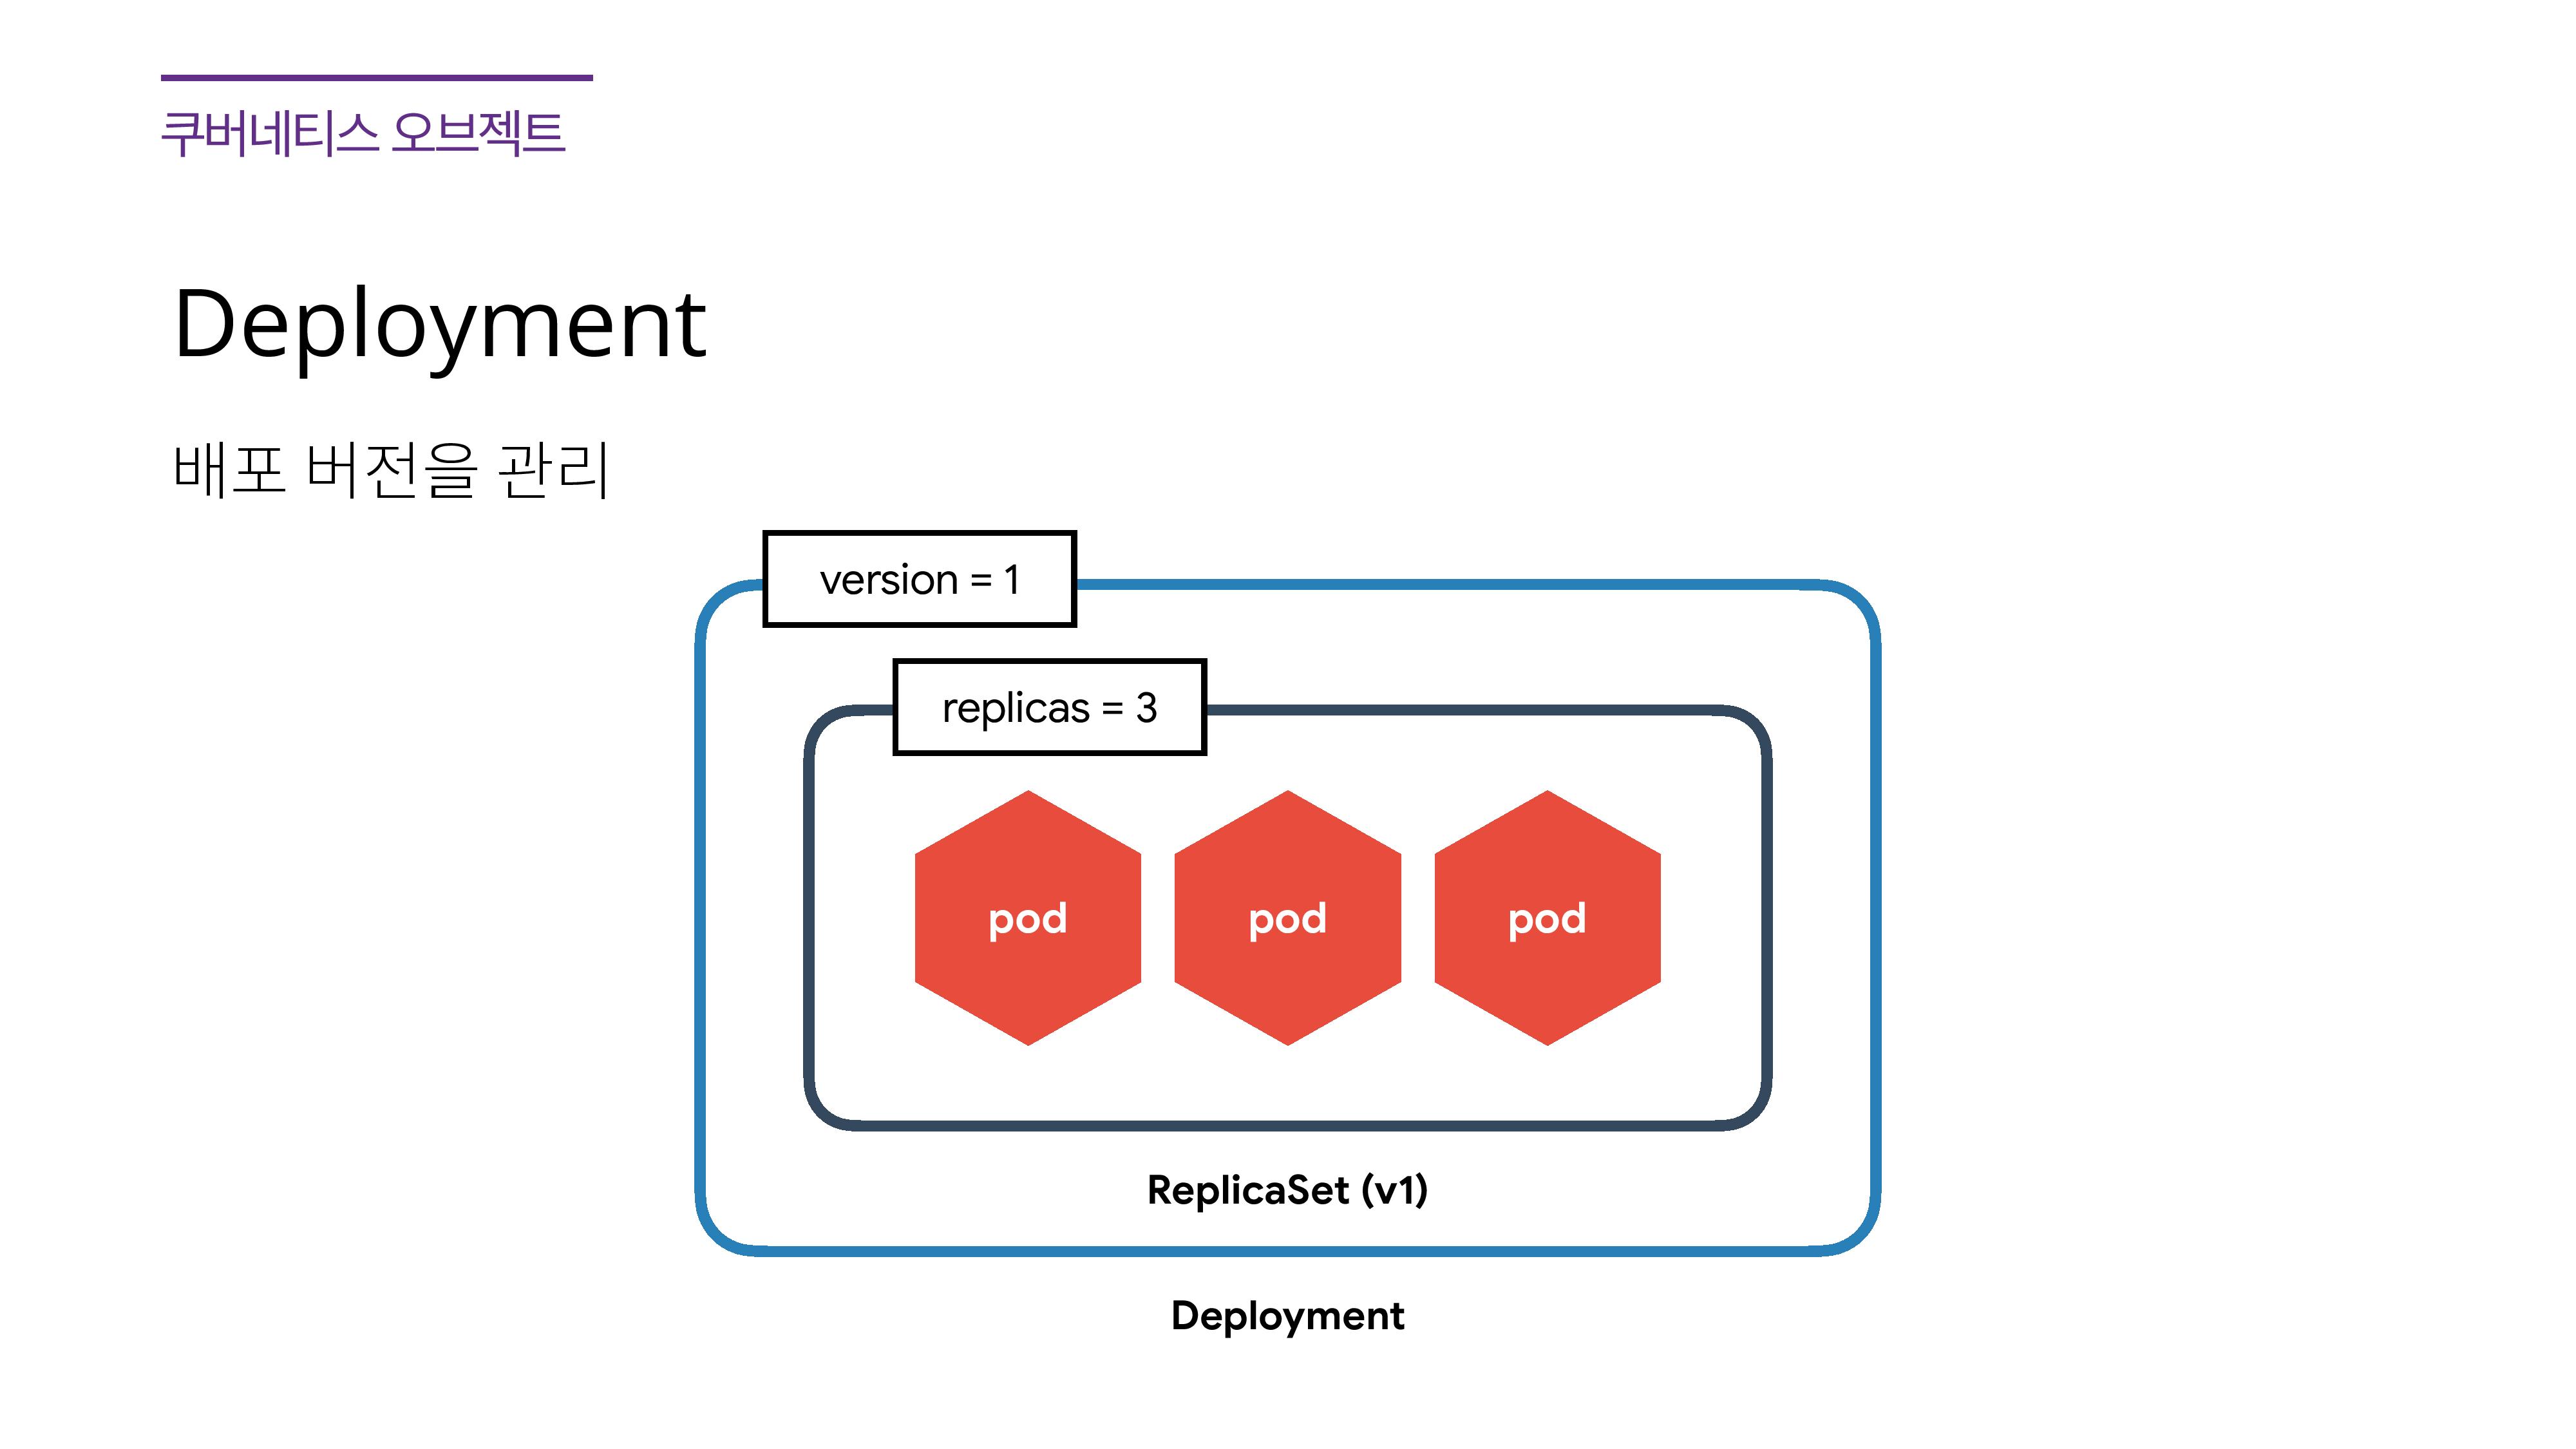 쿠버네티스 오브젝트
Deployment
배포 버전을 관리
version = 1
replicas = 3
pod pod pod
ReplicaSet (v1)
Deployment